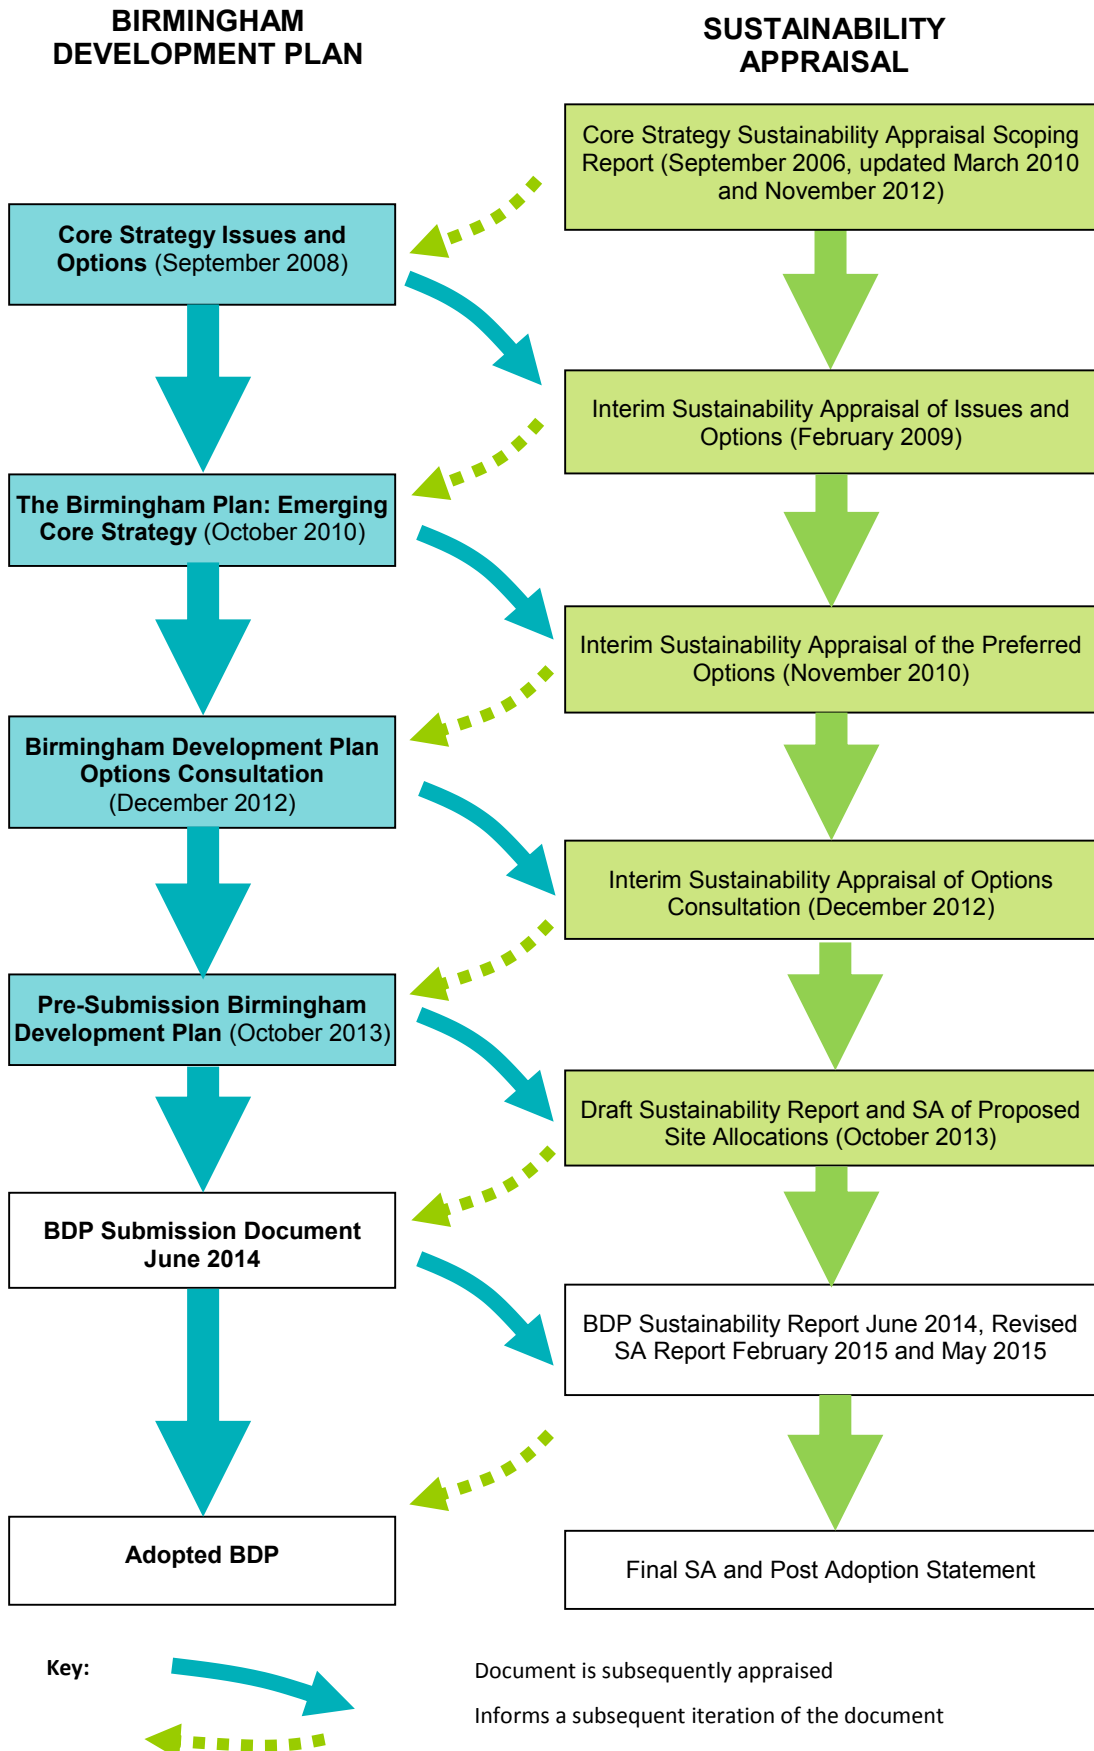 BIRMINGHAM
DEVELOPMENT PLAN
SUSTAINABILITY
APPRAISAL
Core Strategy Sustainability Appraisal Scoping
Report (September 2006, updated March 2010
and November 2012)
Core Strategy Issues and
Options (September 2008)
Interim Sustainability Appraisal of Issues and
Options (February 2009)
The Birmingham Plan: Emerging
Core Strategy (October 2010)
Interim Sustainability Appraisal of the Preferred
Options (November 2010)
Birmingham Development Plan
Options Consultation
(December 2012)
Interim Sustainability Appraisal of Options
Consultation (December 2012)
Pre-Submission Birmingham
Development Plan (October 2013)
Draft Sustainability Report and SA of Proposed
Site Allocations (October 2013)
BDP Submission Document
June 2014
BDP Sustainability Report June 2014, Revised
SA Report February 2015 and May 2015
Adopted BDP
Final SA and Post Adoption Statement
Key:
Document is subsequently appraised
Informs a subsequent iteration of the document